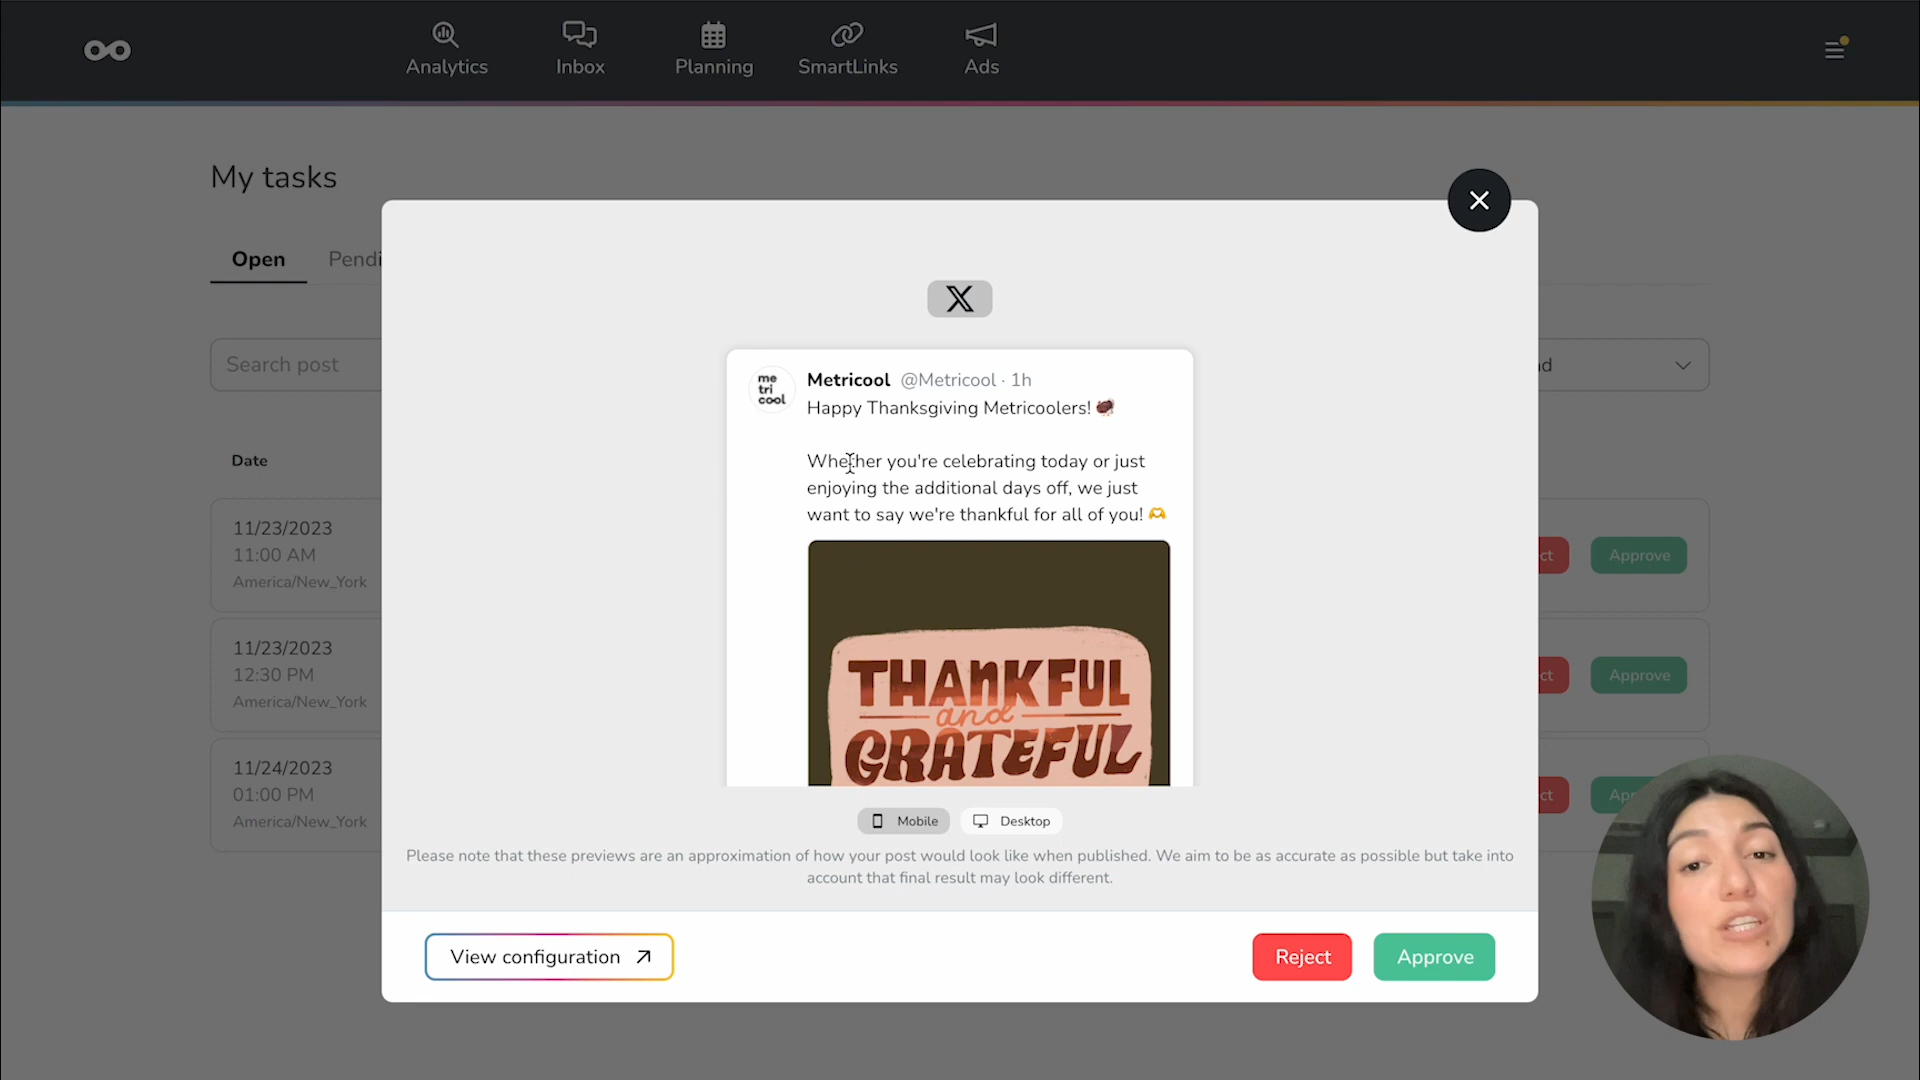 Analytics
Inbox
Planning
SmartLinks
Ads
My tasks
Open
Search post
Date
11/23/2023
11:00 AM
America/New_York
Approve
11/23/2023
12:30 PM
America/New_York
Approve
11/24/2023
01:00 PM
America/New_York
me
tri
cool
Metricool @Metricool · 1h
Happy Thanksgiving Metricoolers! 🦃
Whether you're celebrating today or just
enjoying the additional days off, we just
want to say we're thankful for all of you! 🫶
THANKFUL
and
GRATEFUL
Mobile
Desktop
Please note that these previews are an approximation of how your post would look like when published. We aim to be as accurate as possible but take into
account that final result may look different.
View configuration
Reject
Approve